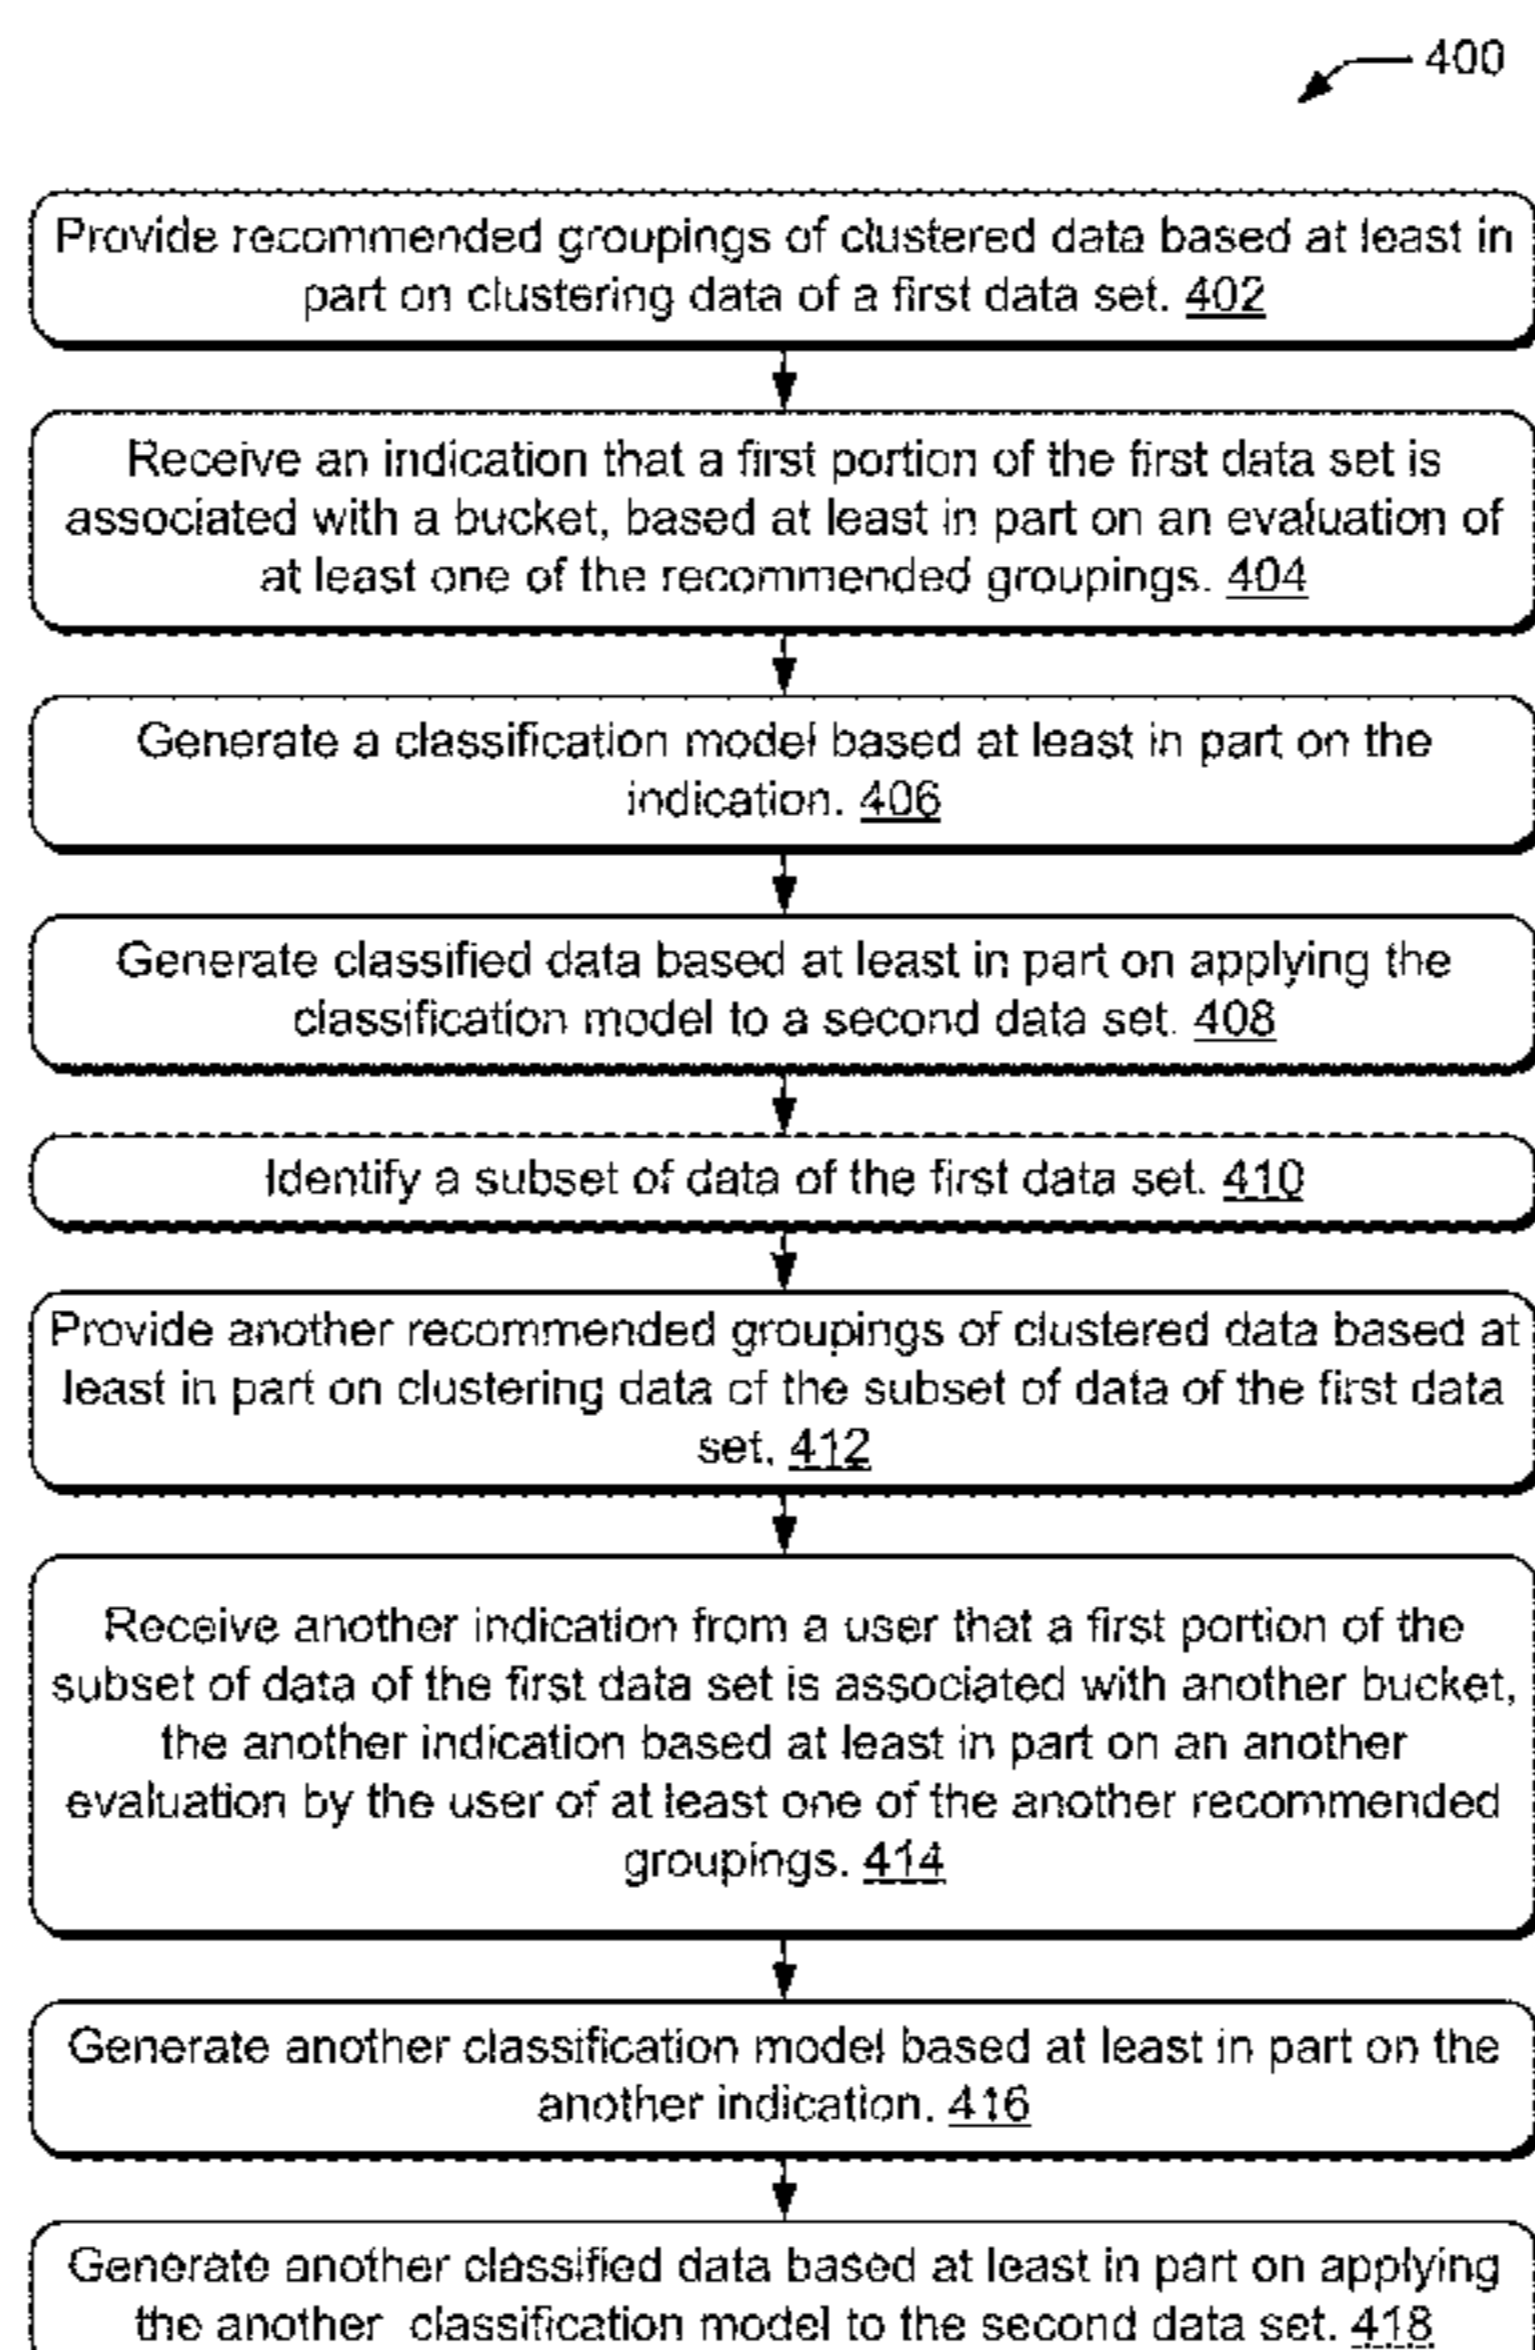 400
Provide recommended groupings of clustered data based at least in
part on clustering data of a first data set. 402
Receive an indication that a first portion of the first data set is
associated with a bucket, based at least in part on an evaluation of
at least one of the recommended groupings. 404
Generate a classification model based at least in part on the
indication. 406
Generate classified data based at least in part on applying the
classification model to a second data set. 408
Identify a subset of data of the first data set. 410
Provide another recommended groupings of clustered data based at
least in part on clustering data of the subset of data of the first data
set. 412
Receive another indication from a user that a first portion of the
subset of data of the first data set is associated with another bucket,
the another indication based at least in part on an another
evaluation by the user of at least one of the another recommended
groupings. 414
Generate another classification model based at least in part on the
another indication. 416
Generate another classified data based at least in part on applying
the another classification model to the second data set. 418